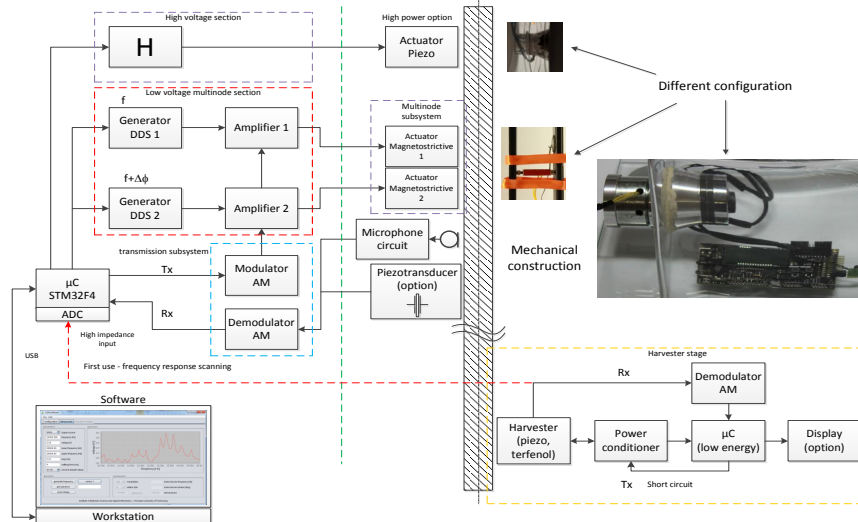 High voltage section
High power option
H
Actuator
Piezo
Different configuration
Low voltage multinode section
f
Generator
DDS 1
Amplifier 1
Multinode
subsystem
Actuator
Magnetostrictive
1
f+Δϕ
Generator
DDS 2
Amplifier 2
Actuator
Magnetostrictive
2
Microphone
circuit
Mechanical
construction
transmission subsystem
Tx
Modulator
AM
Piezotransducer
(option)
µC
STM32F4
ADC
Rx
Demodulator
AM
High impedance
input
USB
First use - frequency response scanning
Harvester stage
Rx
Demodulator
AM
Harvester
(piezo,
terfenol)
Power
conditioner
µC
(low energy)
Display
(option)
Tx
Short circuit
Software
Workstation